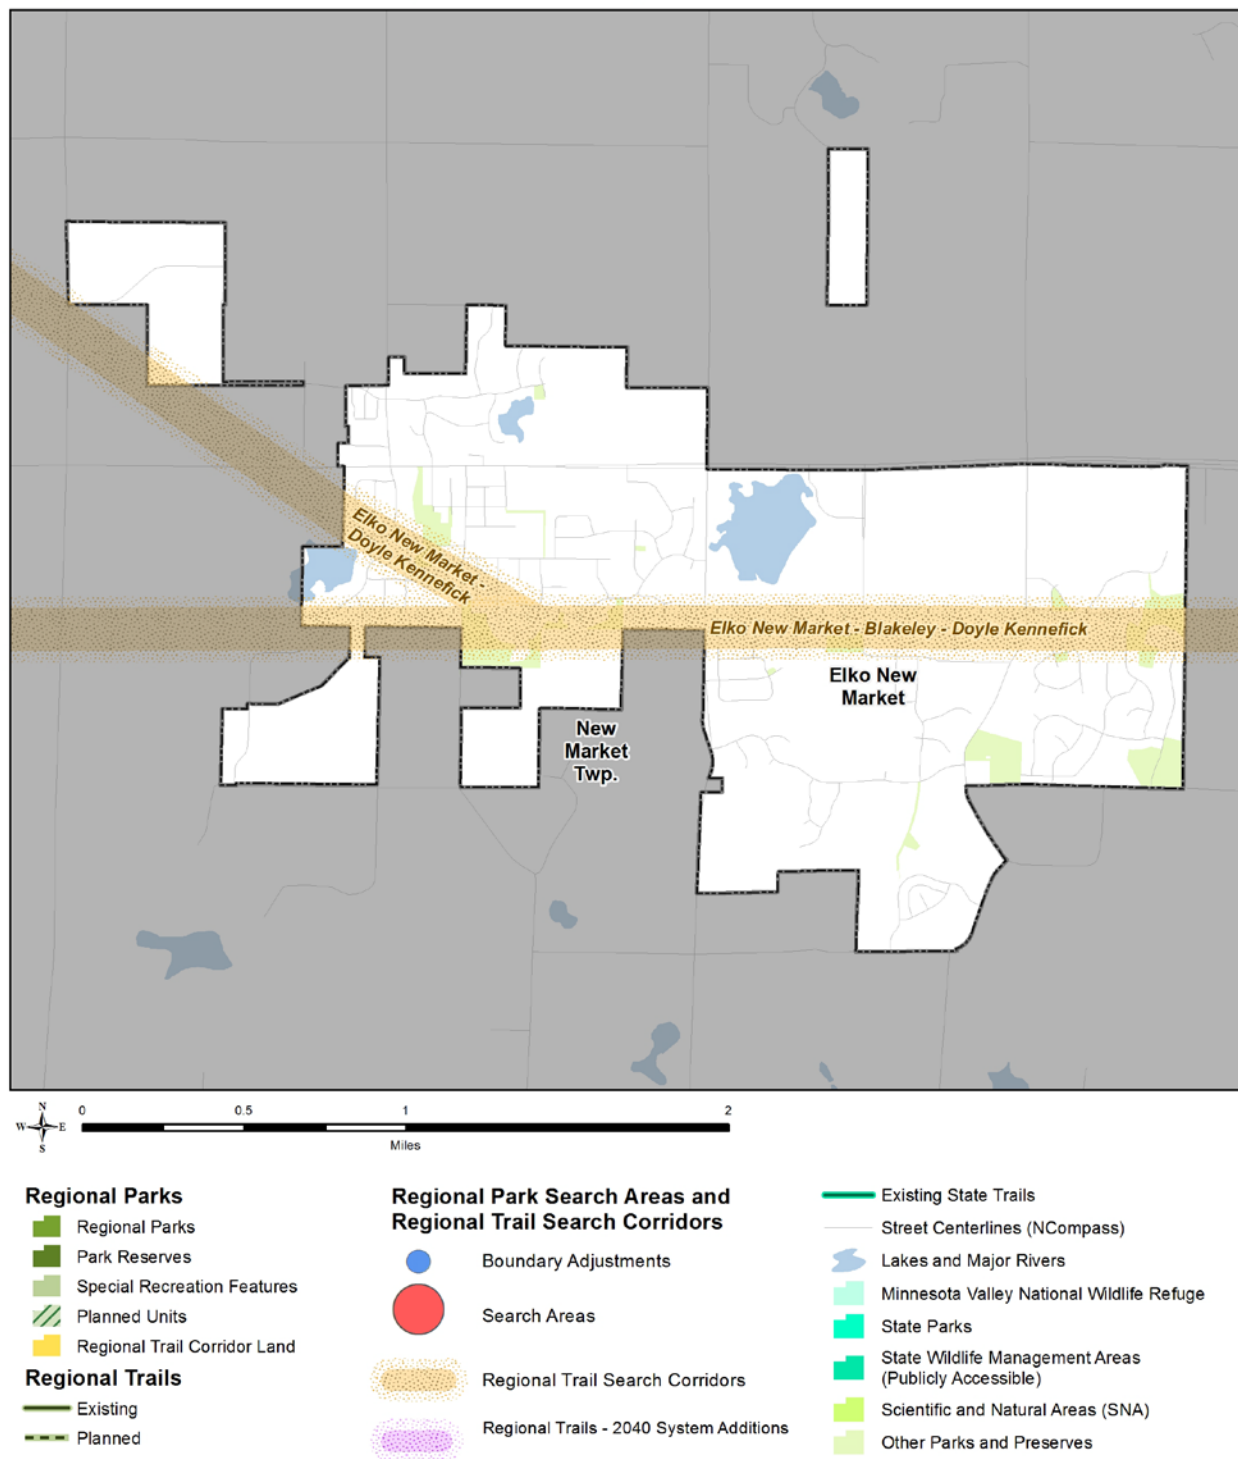 Elko New Market -
Doyle Kennefick
Elko New Market - Blakeley - Doyle Kennefick
Elko New
Market
New
Market
Twp.
N
W E
S
0 0.5 1 2
Miles
Regional Parks
Regional Parks
Park Reserves
Special Recreation Features
Planned Units
Regional Trail Corridor Land
Regional Trails
Existing
Planned
Regional Park Search Areas and
Regional Trail Search Corridors
Boundary Adjustments
Search Areas
Regional Trail Search Corridors
Regional Trails - 2040 System Additions
Existing State Trails
Street Centerlines (NCompass)
Lakes and Major Rivers
Minnesota Valley National Wildlife Refuge
State Parks
State Wildlife Management Areas
(Publicly Accessible)
Scientific and Natural Areas (SNA)
Other Parks and Preserves